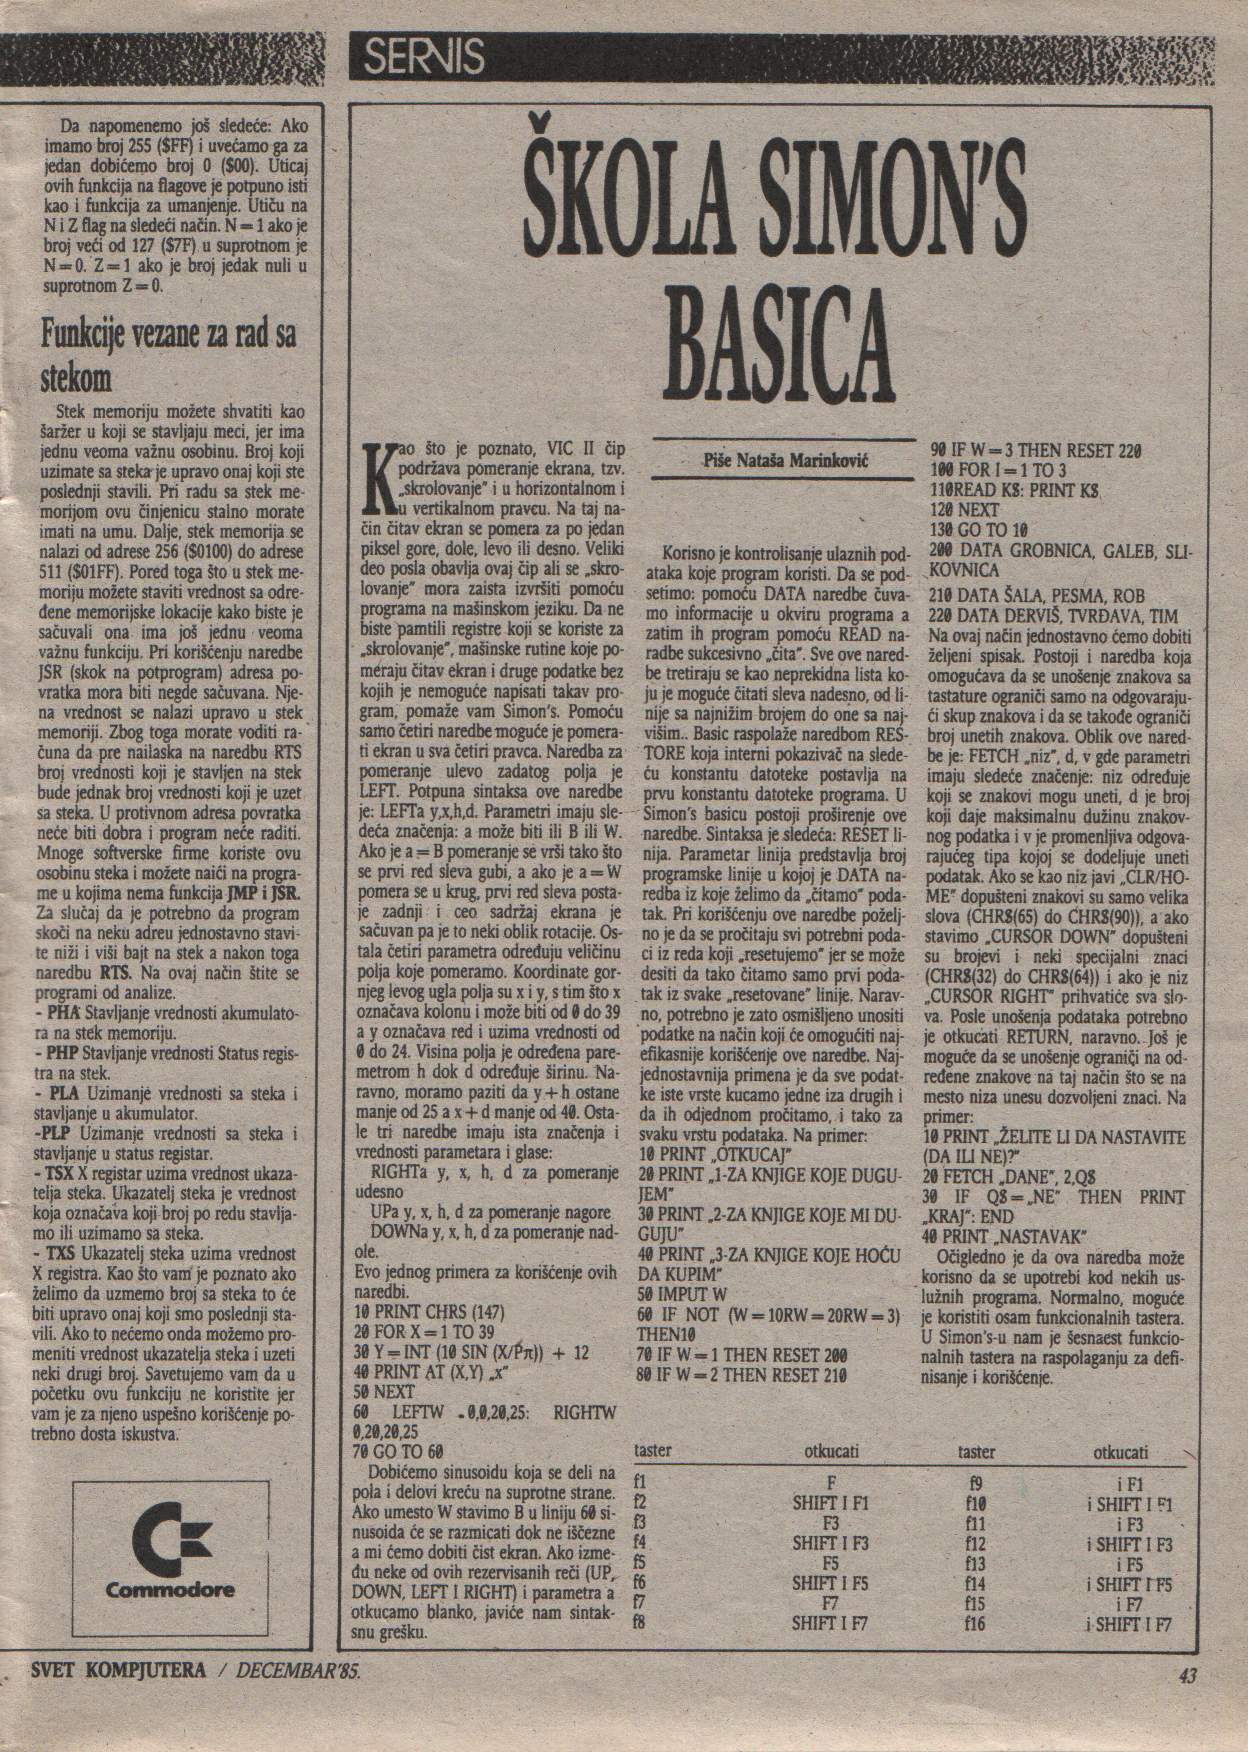 SERVIS
Da napomenemo još sledeće: Ako
imamo broj 255 ($FF) i uvećamo ga za
jedan dobićemo broj 0 ($00). Uticaj
ovih funkcija na flagove je potpuno isti
kao i funkcija za umanjenje. Utiču na
N i Z flag na sledeći način. N=1 ako je
broj veći od 127 ($7F) u suprotnom je
N=0. Z=1 ako je broj jedak nuli u
suprotnom Z=0.
Funkcije vezane za rad sa
stekom
Stek memoriju možete shvatiti kao
šaržer u koji se stavljaju meci, jer ima
jednu veoma važnu osobinu. Broj koji
uzimate sa steka je upravo onaj koji ste
poslednji stavili. Pri radu sa stek me-
morijom ovu činjenicu stalno morate
imati na umu. Dalje, stek memorija se
nalazi od adrese 256 ($0100) do adrese
511 ($01FF). Pored toga što u stek me-
moriju možete staviti vrednost sa odre-
đene memorijske lokacije kako biste je
sačuvali ona ima još jednu veoma
važnu funkciju. Pri korišćenju naredbe
JSR (skok na potprogram) adresa po-
vratka mora biti negde sačuvana. Nje-
na vrednost se nalazi upravo u stek
memoriji. Zbog toga morate voditi ra-
čuna da pre nailaska na naredbu RTS
broj vrednosti koji je stavljen na stek
bude jednak broj vrednosti koji je uzet
sa steka. U protivnom adresa povratka
neće biti dobra i program neće raditi.
Mnoge softverske firme koriste ovu
osobinu steka i možete naići na progra-
me u kojima nema funkcija JMP i JSR.
Za slučaj da je potrebno da program
skoči na neku adreu jednostavno stavi-
te niži i viši bajt na stek a nakon toga
naredbu RTS. Na ovaj način štite se
programi od analize.
- PHA Stavljanje vrednosti akumulato-
ra na stek memoriju.
- PHP Stavljanje vrednosti Status regis-
tra na stek.
- PLA Uzimanje vrednosti sa steka i
stavljanje u akumulator.
-PLP Uzimanje vrednosti sa steka i
stavljanje u status registar.
- TSX X registar uzima vrednost ukaza-
telja steka. Ukazatelj steka je vrednost
koja označava koji broj po redu stavlja-
mo ili uzimamo sa steka.
- TXS Ukazatelj steka uzima vrednost
X registra. Kao što vam je poznato ako
želimo da uzmemo broj sa steka to će
biti upravo onaj koji smo poslednji sta-
vili. Ako to nećemo onda možemo pro-
meniti vrednost ukazatelja steka i uzeti
neki drugi broj. Savetujemo vam da u
početku ovu funkciju ne koristite jer
vam je za njeno uspešno korišćenje po-
trebno dosta iskustva.
Commodore
ŠKOLA SIMON'S
BASICA
Kao što je poznato, VIC II čip
podržava pomeranje ekrana, tzv.
„skrolovanje" i u horizontalnom i
u vertikalnom pravcu. Na taj na-
čin čitav ekran se pomera za po jedan
piksel gore, dole, levo ili desno. Veliki
deo posla obavlja ovaj čip ali se „skro-
lovanje" mora zaista izvršiti pomoću
programa na mašinskom jeziku. Da ne
biste pamtili registre koji se koriste za
„skrolovanje", mašinske rutine koje po-
meraju čitav ekran i druge podatke bez
kojih je nemoguće napisati takav pro-
gram, pomaže vam Simon's. Pomoću
samo četiri naredbe moguće je pomera-
ti ekran u sva četiri pravca. Naredba za
pomeranje ulevo zadatog polja je
LEFT. Potpuna sintaksa ove naredbe
je: LEFTa y,x,h,d. Parametri imaju sle-
deća značenja: a može biti ili B ili W.
Ako je a=B pomeranje se vrši tako što
se prvi red sleva gubi, a ako je a=W
pomera se u krug, prvi red sleva posta-
je zadnji i ceo sadržaj ekrana je
sačuvan pa je to neki oblik rotacije. Os-
tala četiri parametra određuju veličinu
polja koje pomeramo. Koordinate gor-
njeg levog ugla polja su x i y, s tim što x
označava kolonu i može biti od 0 do 39
a y označava red i uzima vrednosti od
0 do 24. Visina polja je određena pare-
metrom h dok d određuje širinu. Na-
ravno, moramo paziti da y+h ostane
manje od 25 a x+d manje od 40. Osta-
le tri naredbe imaju ista značenja i
vrednosti parametara i glase:
RIGHTa y, x, h, d za pomeranje
udesno
UPa y, x, h, d za pomeranje nagore
DOWNa y, x, h, d za pomeranje nad-
ole.
Evo jednog primera za korišćenje ovih
naredbi.
10 PRINT CHRS (147)
20 FOR X=1 TO 39
30 Y=INT (10 SIN (X/Pπ)) + 12
40 PRINT AT (X,Y) „x"
50 NEXT
60 LEFTW .0,0,20,25: RIGHTW
0,20,20,25
70 GO TO 60
Dobićemo sinusoidu koja se deli na
pola i delovi kreću na suprotne strane.
Ako umesto W stavimo B u liniju 60 si-
nusoida će se razmicati dok ne iščezne
a mi ćemo dobiti čist ekran. Ako izme-
đu neke od ovih rezervisanih reči (UP,
DOWN, LEFT I RIGHT) i parametra a
otkucamo blanko, javiće nam sintak-
snu grešku.
Piše Nataša Marinković
Korisno je kontrolisanje ulaznih pod-
ataka koje program koristi. Da se pod-
setimo: pomoću DATA naredbe čuva-
mo informacije u okviru programa a
zatim ih program pomoću READ na-
radbe sukcesivno „čita". Sve ove nared-
be tretiraju se kao neprekidna lista ko-
ju je moguće čitati sleva nadesno, od li-
nije sa najnižim brojem do one sa naj-
višim.. Basic raspolaže naredbom RES-
TORE koja interni pokazivač na slede-
ću konstantu datoteke postavlja na
prvu konstantu datoteke programa. U
Simon's basicu postoji proširenje ove
naredbe. Sintaksa je sledeća: RESET li-
nija. Parametar linija predstavlja broj
programske linije u kojoj je DATA na-
redba iz koje želimo da „čitamo" poda-
tak. Pri korišćenju ove naredbe poželj-
no je da se pročitaju svi potrebni poda-
ci iz reda koji „resetujemo" jer se može
desiti da tako čitamo samo prvi poda-
tak iz svake „resetovane" linije. Narav-
no, potrebno je zato osmišljeno unositi
podatke na način koji će omogućiti naj-
efikasnije korišćenje ove naredbe. Naj-
jednostavnija primena je da sve podat-
ke iste vrste kucamo jedne iza drugih i
da ih odjednom pročitamo, i tako za
svaku vrstu podataka. Na primer:
10 PRINT „OTKUCAJ"
20 PRINT „1-ZA KNJIGE KOJE DUGU-
JEM"
30 PRINT „2-ZA KNJIGE KOJE MI DU-
GUJU"
40 PRINT „3-ZA KNJIGE KOJE HOĆU
DA KUPIM"
50 IMPUT W
60 IF NOT (W=10RW=20RW=3)
THEN10
70 IF W=1 THEN RESET 200
80 IF W=2 THEN RESET 210
90 IF W=3 THEN RESET 220
100 FOR I=1 TO 3
110READ K$: PRINT K$
120 NEXT
130 GO TO 10
200 DATA GROBNICA, GALEB, SLI-
KOVNICA
210 DATA ŠALA, PESMA, ROB
220 DATA DERVIŠ, TVRĐAVA, TIM
Na ovaj način jednostavno ćemo dobiti
željeni spisak. Postoji i naredba koja
omogućava da se unošenje znakova sa
tastature ograniči samo na odgovaraju-
ći skup znakova i da se takođe ograniči
broj unetih znakova. Oblik ove nared-
be je: FETCH „niz", d, v gde parametri
imaju sledeće značenje: niz određuje
koji se znakovi mogu uneti, d je broj
koji daje maksimalnu dužinu znakov-
nog podatka i v je promenljiva odgova-
rajućeg tipa kojoj se dodeljuje uneti
podatak. Ako se kao niz javi „CLR/HO-
ME" dopušteni znakovi su samo velika
slova (CHR$(65) do CHR$(90)), a ako
stavimo „CURSOR DOWN" dopušteni
su brojevi i neki specijalni znaci
(CHR$(32) do CHR$(64)) i ako je niz
„CURSOR RIGHT" prihvatiće sva slo-
va. Posle unošenja podataka potrebno
je otkucati RETURN, naravno. Još je
moguće da se unošenje ograniči na od-
ređene znakove na taj način što se na
mesto niza unesu dozvoljeni znaci. Na
primer:
10 PRINT „ŽELITE LI DA NASTAVITE
(DA ILI NE)?"
20 FETCH „DANE", 2,Q$
30 IF Q$=„NE" THEN PRINT
„KRAJ": END
40 PRINT „NASTAVAK"
Očigledno je da ova naredba može
korisno da se upotrebi kod nekih us-
lužnih programa. Normalno, moguće
je koristiti osam funkcionalnih tastera.
U Simon's-u nam je šesnaest funkcio-
nalnih tastera na raspolaganju za defi-
nisanje i korišćenje.
taster otkucati taster otkucati
f1 F f9 i F1
f2 SHIFT I F1 f10 i SHIFT I F1
f3 F3 f11 i F3
f4 SHIFT I F3 f12 i SHIFT I F3
f5 F5 f13 i F5
f6 SHIFT I F5 f14 i SHIFT I F5
f7 F7 f15 i F7
f8 SHIFT I F7 f16 i SHIFT I F7
SVET KOMPJUTERA / DECEMBAR'85.
43